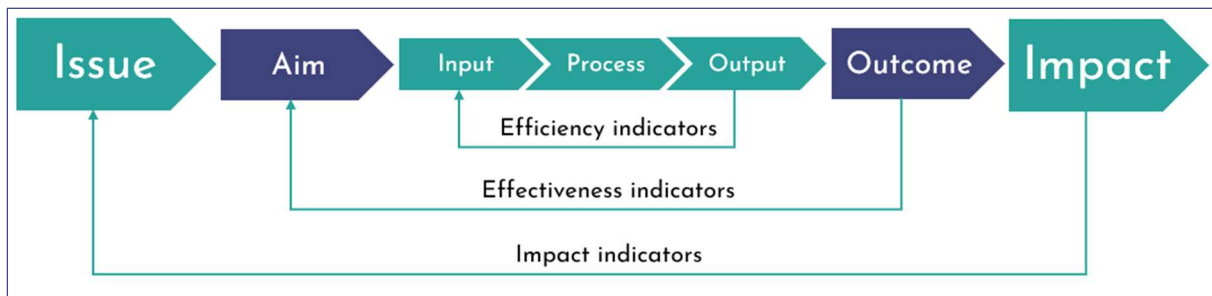 Issue
Aim
Input
Process
Output
Outcome
Impact
Efficiency indicators
Effectiveness indicators
Impact indicators